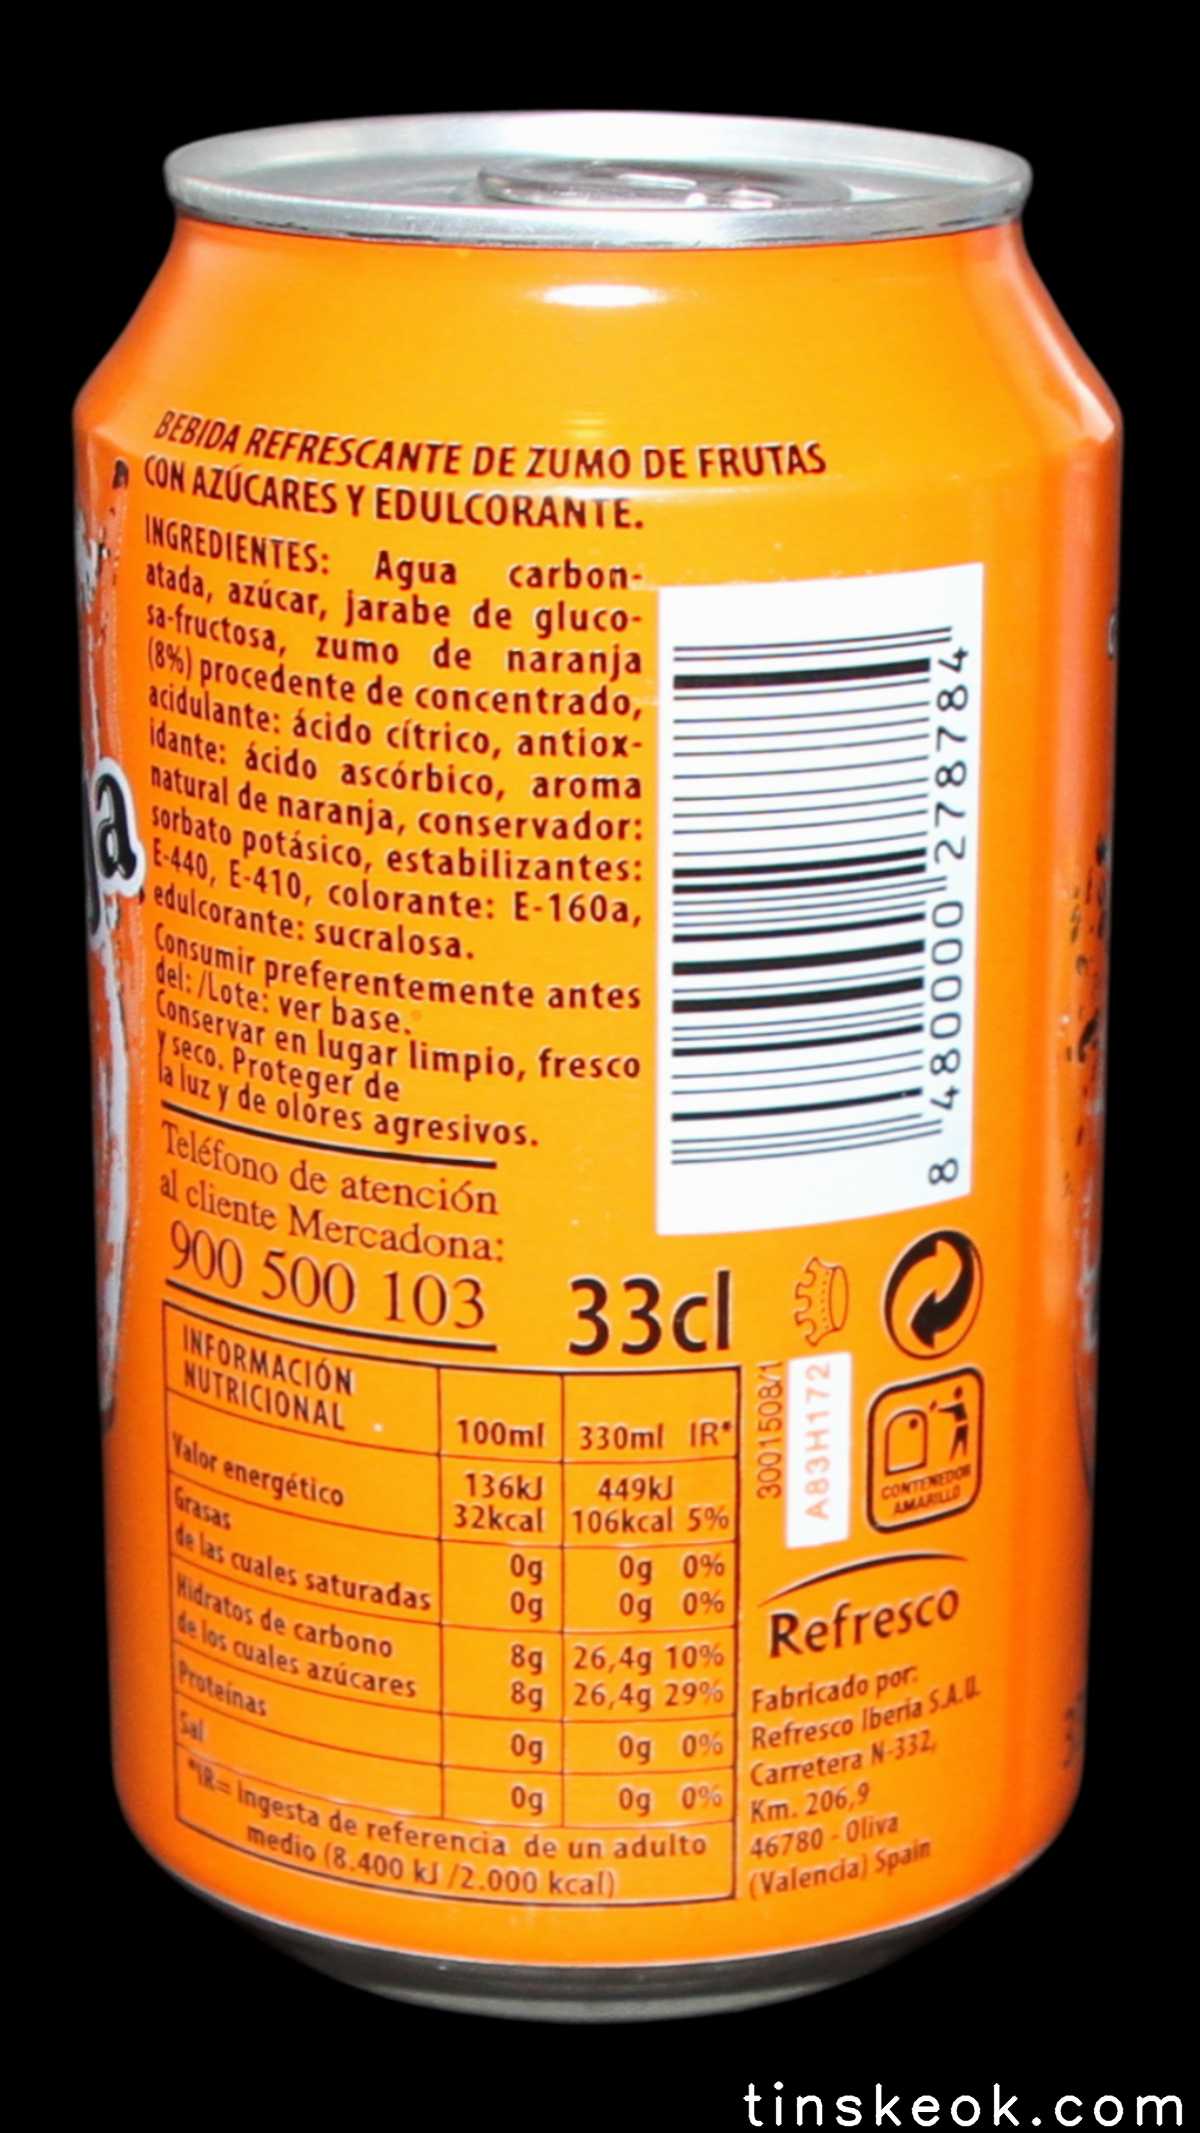 BEBIDA REFRESCANTE DE ZUMO DE FRUTAS
CON AZÚCARES Y EDULCORANTE.
INGREDIENTES: Agua carbon-
atada, azúcar, jarabe de gluco-
sa-fructosa, zumo de naranja
(8%) procedente de concentrado,
acidulante: ácido cítrico, antiox-
idante: ácido ascórbico, aroma
natural de naranja, conservador:
sorbato potásico, estabilizantes:
E-440, E-410, colorante: E-160a,
edulcorante: sucralosa.
Consumir preferentemente antes
del: /Lote: ver base.
Conservar en lugar limpio, fresco
y seco. Proteger de
la luz y de olores agresivos.
Teléfono de atención
al cliente Mercadona:
900 500 103
33cl
8 480000 278784
INFORMACIÓN
NUTRICIONAL
100ml 330ml IR*
Valor energético 136kJ 449kJ
32kcal 106kcal 5%
Grasas 0g 0g 0%
de las cuales saturadas 0g 0g 0%
Hidratos de carbono 8g 26,4g 10%
de los cuales azúcares 8g 26,4g 29%
Proteínas 0g 0g 0%
Sal 0g 0g 0%
*IR= Ingesta de referencia de un adulto
medio (8.400 kJ /2.000 kcal)
3001508/1
A83H172
CONTENEDOR
AMARILLO
Refresco
Fabricado por:
Refresco Iberia S.A.U.
Carretera N-332,
Km. 206,9
46780 - Oliva
(Valencia) Spain
tinskeok.com